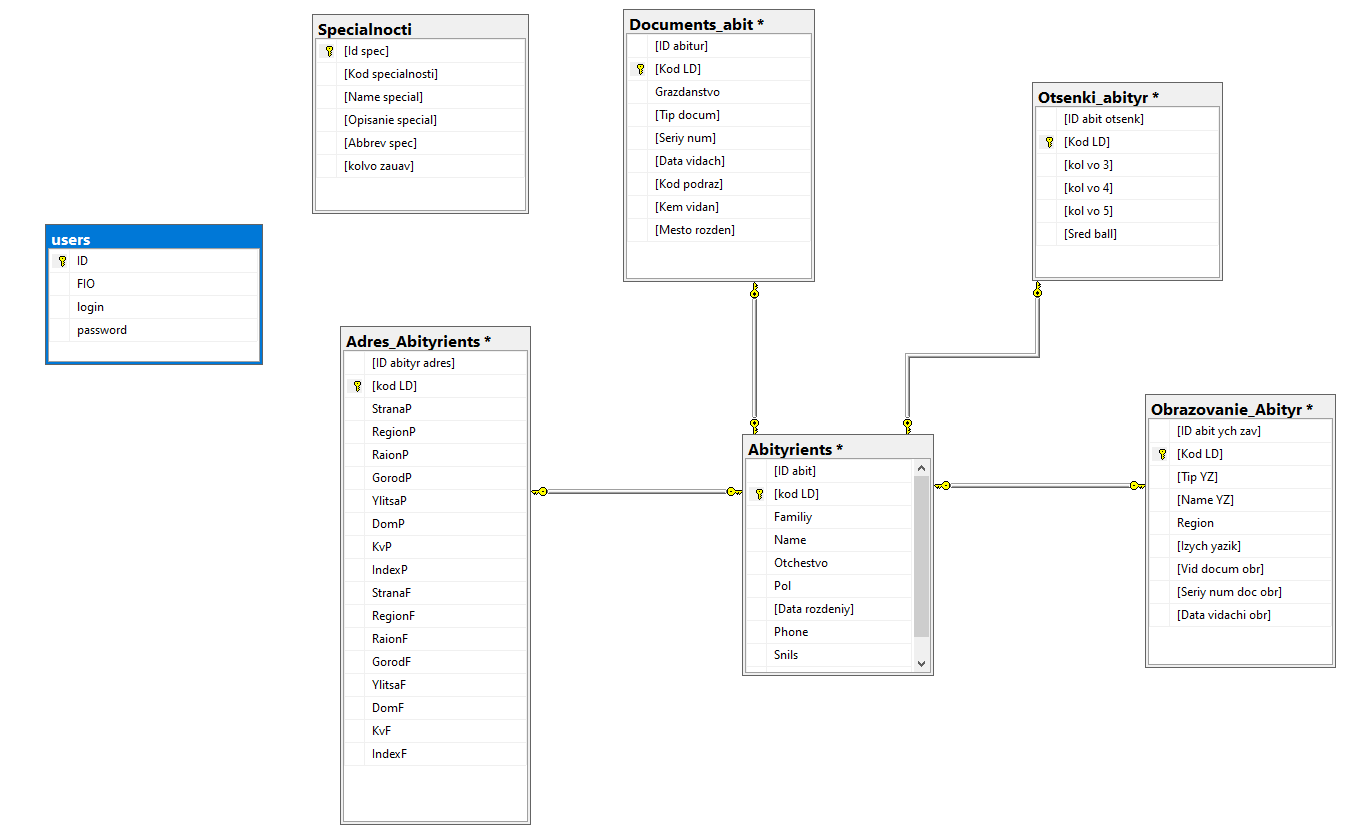 Specialnocti
[Id spec]
[Kod specialnosti]
[Name special]
[Opisanie special]
[Abbrev spec]
[kolvo zauav]
Documents_abit *
[ID abitur]
[Kod LD]
Grazdanstvo
[Tip docum]
[Seriy num]
[Data vidach]
[Kod podraz]
[Kem vidan]
[Mesto rozden]
Otsenki_abityr *
[ID abit otsenk]
[Kod LD]
[kol vo 3]
[kol vo 4]
[kol vo 5]
[Sred ball]
users
ID
FIO
login
password
Adres_Abityrients *
[ID abityr adres]
[kod LD]
StranaP
RegionP
RaionP
GorodP
YlitsaP
DomP
KvP
IndexP
StranaF
RegionF
RaionF
GorodF
YlitsaF
DomF
KvF
IndexF
Abityrients *
[ID abit]
[kod LD]
Familiy
Name
Otchestvo
Pol
[Data rozdeniy]
Phone
Snils
Obrazovanie_Abityr *
[ID abit ych zav]
[Kod LD]
[Tip YZ]
[Name YZ]
Region
[Izych yazik]
[Vid docum obr]
[Seriy num doc obr]
[Data vidachi obr]